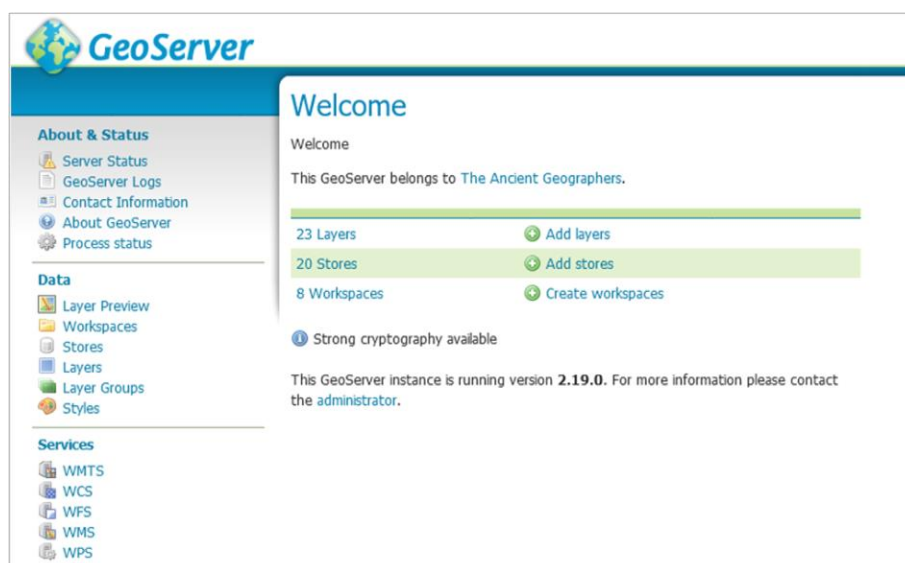 GeoServer
About & Status
Server Status
GeoServer Logs
Contact Information
About GeoServer
Process status
Data
Layer Preview
Workspaces
Stores
Layers
Layer Groups
Styles
Services
WMTS
WCS
WFS
WMS
WPS
Welcome
Welcome
This GeoServer belongs to The Ancient Geographers.
23 Layers Add layers
20 Stores Add stores
8 Workspaces Create workspaces
Strong cryptography available
This GeoServer instance is running version 2.19.0. For more information please contact
the administrator.